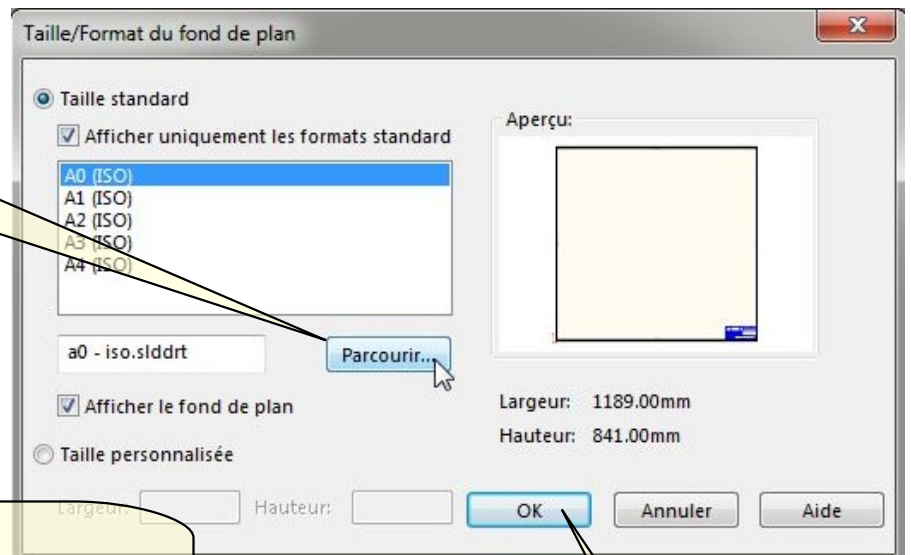 Taille/Format du fond de plan
Taille standard
Afficher uniquement les formats standard
A0 (ISO)
A1 (ISO)
A2 (ISO)
A3 (ISO)
A4 (ISO)
a0 - iso.slddrt
Parcourir...
Afficher le fond de plan
Taille personnalisée
Largeur:
Hauteur:
Aperçu:
Largeur: 1189.00mm
Hauteur: 841.00mm
OK
Annuler
Aide